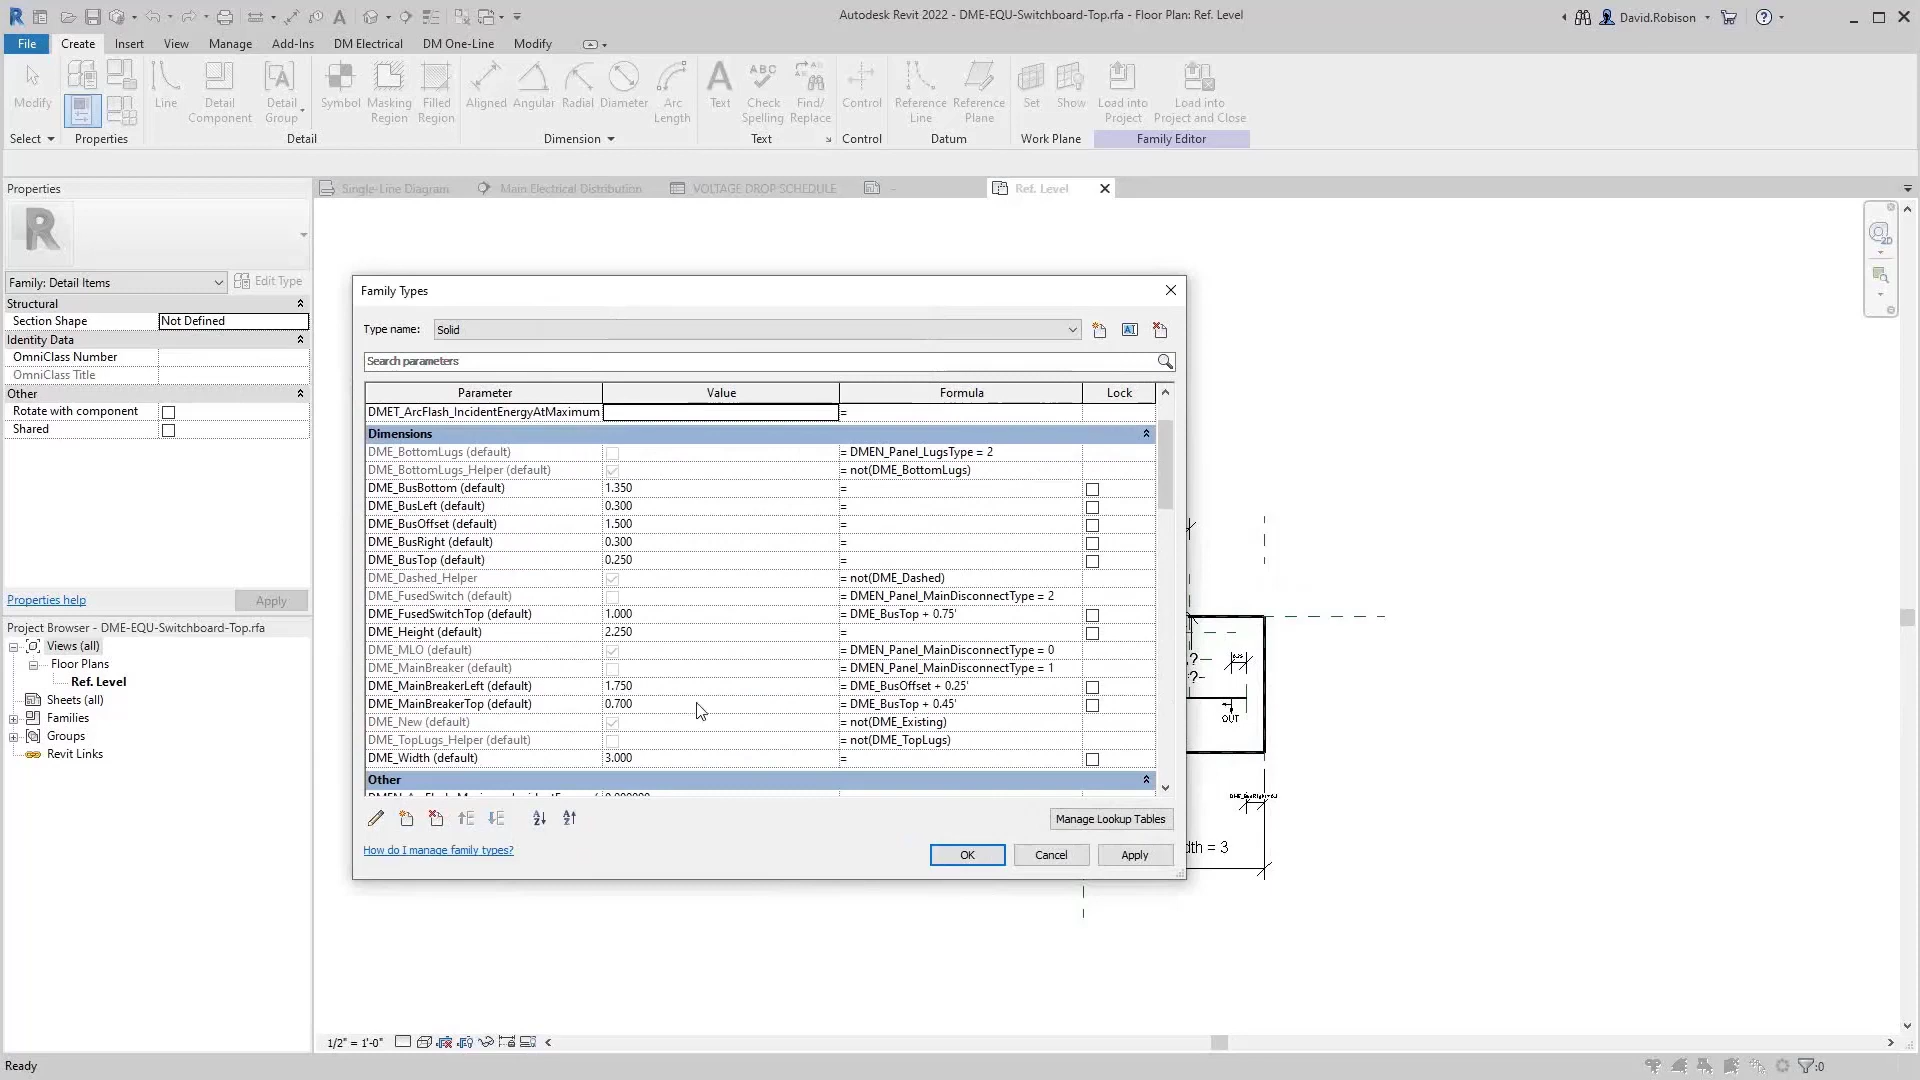 Autodesk Revit 2022 - DME-EQU-Switchboard-Top.rfa - Floor Plan: Ref. Level
David.Robison
File Create Insert View Manage Add-Ins DM Electrical DM One-Line Modify
Modify Line Detail Component Detail Group Symbol Masking Region Filled Region Aligned Angular Radial Diameter Arc Length Text Check Spelling Find/ Replace Control Reference Line Reference Plane Set Show Load into Project Load into Project and Close
Select Properties Detail Dimension Text Control Datum Work Plane Family Editor
Properties
Single-Line Diagram Main Electrical Distribution VOLTAGE DROP SCHEDULE - Ref. Level
Family: Detail Items Edit Type
Structural
Section Shape Not Defined
Identity Data
OmniClass Number
OmniClass Title
Other
Rotate with component
Shared
Properties help Apply
Project Browser - DME-EQU-Switchboard-Top.rfa
Views (all)
Floor Plans
Ref. Level
Sheets (all)
Families
Groups
Revit Links
Family Types
Type name: Solid
Search parameters
Parameter Value Formula Lock
DMET_ArcFlash_IncidentEnergyAtMaximum =
Dimensions
DME_BottomLugs (default) = DMEN_Panel_LugsType = 2
DME_BottomLugs_Helper (default) = not(DME_BottomLugs)
DME_BusBottom (default) 1.350 =
DME_BusLeft (default) 0.300 =
DME_BusOffset (default) 1.500 =
DME_BusRight (default) 0.300 =
DME_BusTop (default) 0.250 =
DME_Dashed_Helper = not(DME_Dashed)
DME_FusedSwitch (default) = DMEN_Panel_MainDisconnectType = 2
DME_FusedSwitchTop (default) 1.000 = DME_BusTop + 0.75'
DME_Height (default) 2.250 =
DME_MLO (default) = DMEN_Panel_MainDisconnectType = 0
DME_MainBreaker (default) = DMEN_Panel_MainDisconnectType = 1
DME_MainBreakerLeft (default) 1.750 = DME_BusOffset + 0.25'
DME_MainBreakerTop (default) 0.700 = DME_BusTop + 0.45'
DME_New (default) = not(DME_Existing)
DME_TopLugs_Helper (default) = not(DME_TopLugs)
DME_Width (default) 3.000 =
Other
Manage Lookup Tables
How do I manage family types?
OK Cancel Apply
?-
?-
OUT
dth = 3
1/2" = 1'-0"
Ready
:0